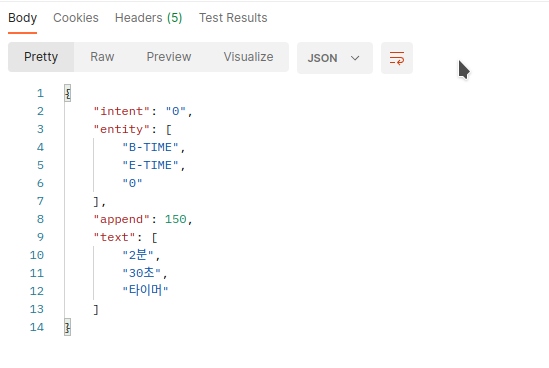 Body Cookies Headers (5) Test Results
Pretty Raw Preview Visualize JSON
1 {
2 "intent": "0",
3 "entity": [
4 "B-TIME",
5 "E-TIME",
6 "0"
7 ],
8 "append": 150,
9 "text": [
10 "2분",
11 "30초",
12 "타이머"
13 ]
14 }